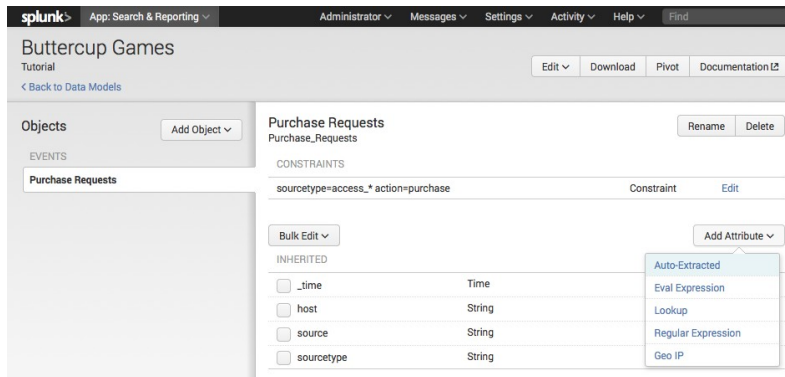 splunk> App: Search & Reporting Administrator Messages Settings Activity Help Find
Buttercup Games
Tutorial
< Back to Data Models
Edit Download Pivot Documentation
Objects
Add Object
EVENTS
Purchase Requests
Purchase Requests
Purchase_Requests
Rename Delete
CONSTRAINTS
sourcetype=access_* action=purchase Constraint Edit
Bulk Edit
Add Attribute
INHERITED
_time Time
host String
source String
sourcetype String
Auto-Extracted
Eval Expression
Lookup
Regular Expression
Geo IP